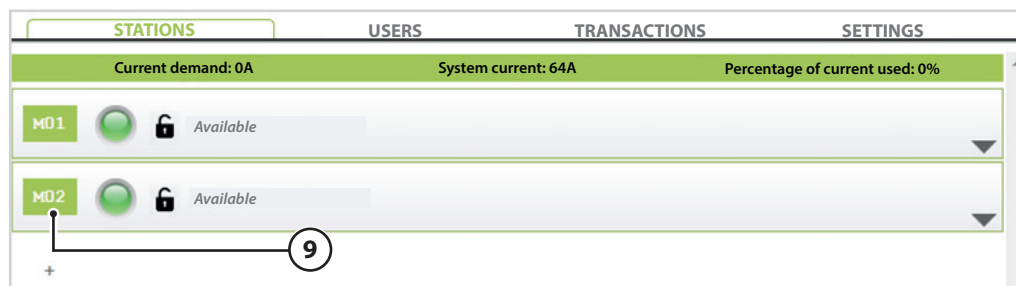 STATIONS USERS TRANSACTIONS SETTINGS
Current demand: 0A System current: 64A Percentage of current used: 0%
M01 Available
M02 Available
9
+